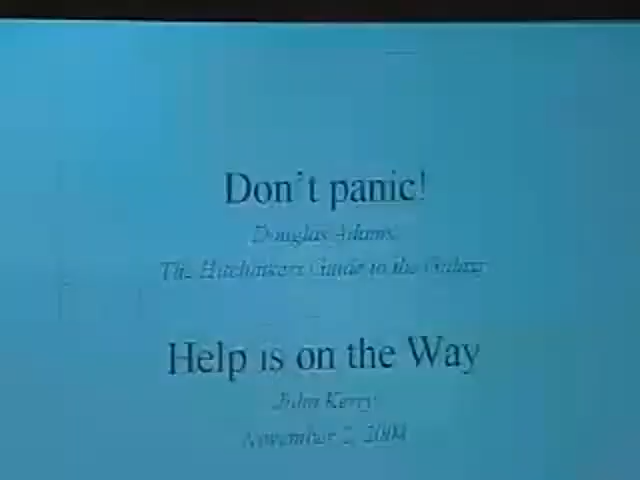 Don't panic!
Douglas Adams,
The Hitchhikers Guide to the Galaxy
Help is on the Way
John Kerry
November 2, 2004